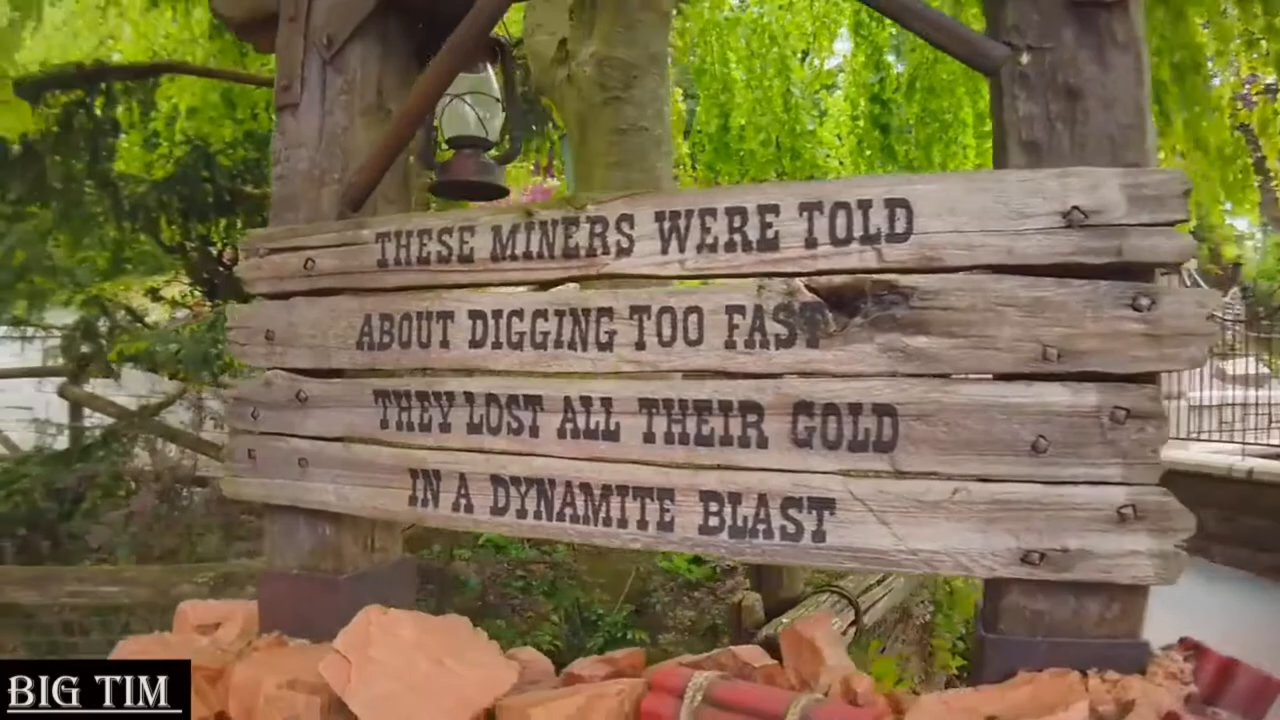 THESE MINERS WERE TOLD
ABOUT DIGGING TOO FAST
THEY LOST ALL THEIR GOLD
IN A DYNAMITE BLAST
BIG TIM